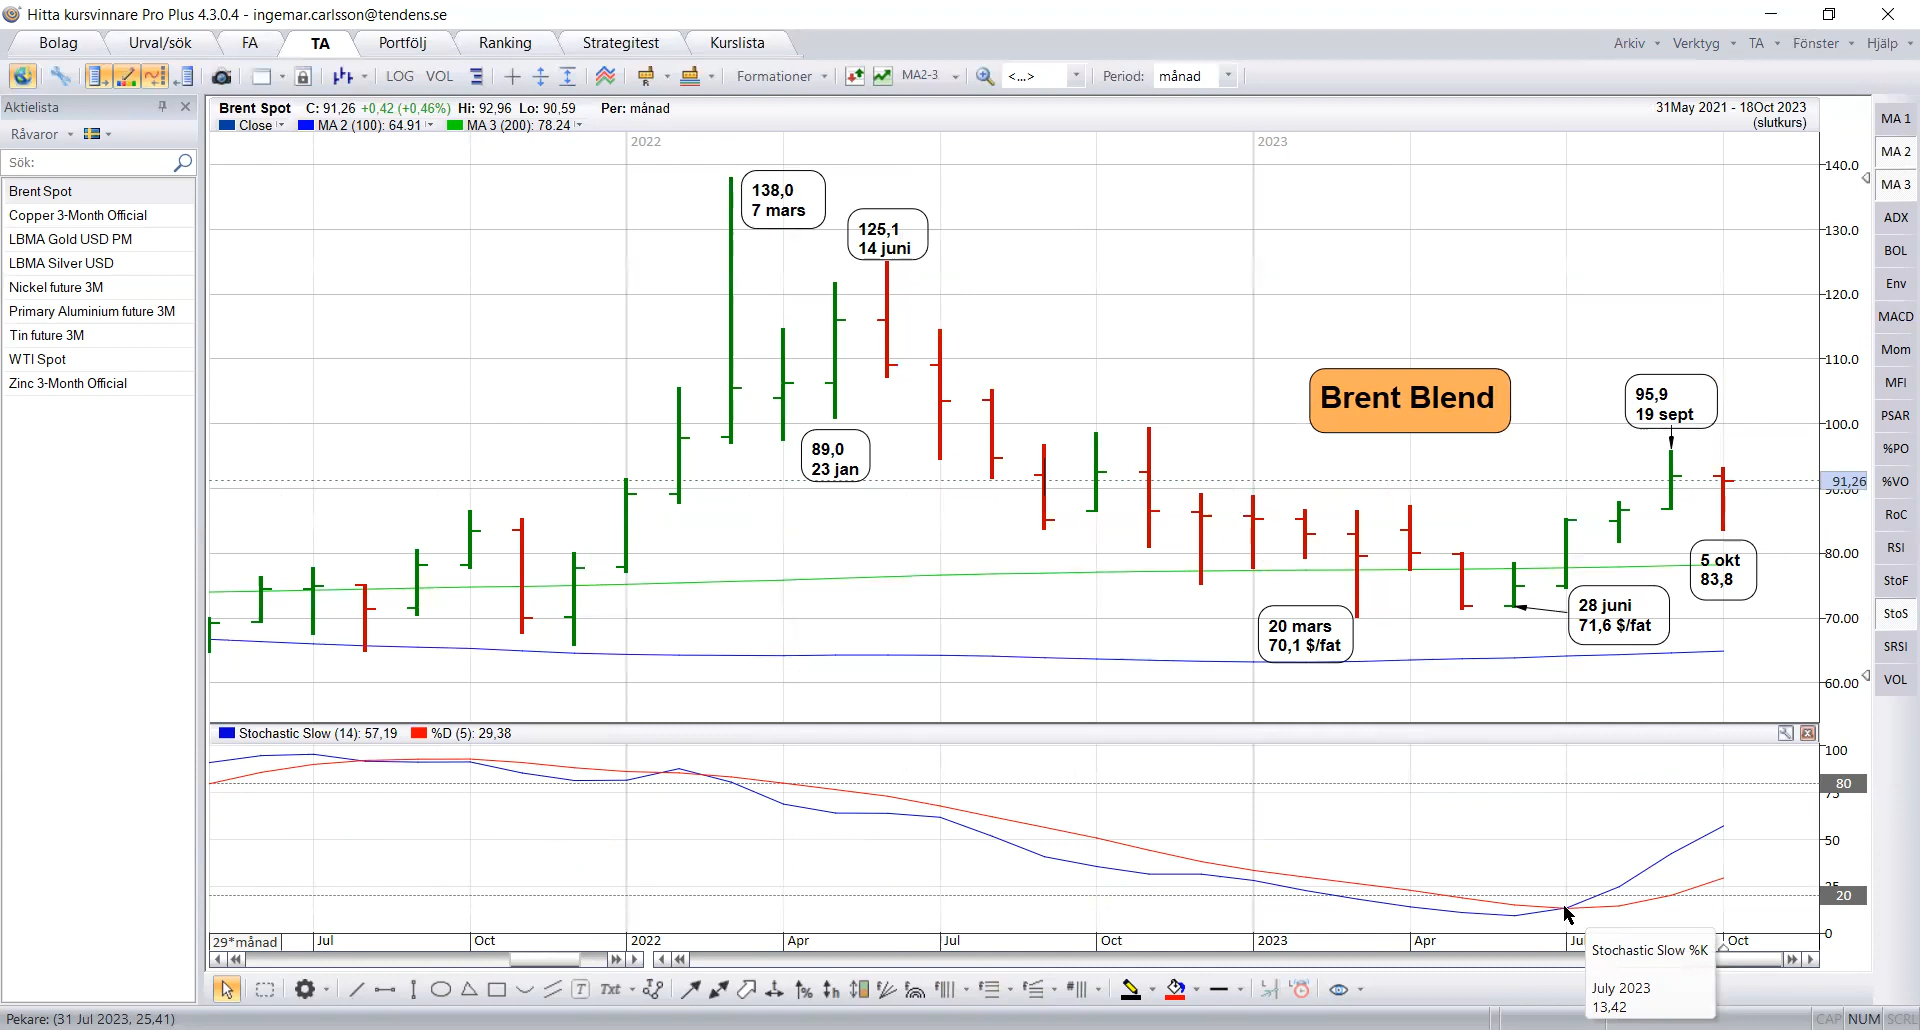 Hitta kursvinnare Pro Plus 4.3.0.4 - ingemar.carlsson@tendens.se
Bolag Urval/sök FA TA Portfölj Ranking Strategitest Kurslista
Arkiv Verktyg TA Fönster Hjälp
LOG VOL Formationer MA2-3 <...> Period: månad
Aktielista
Råvaror
Sök:
Brent Spot
Copper 3-Month Official
LBMA Gold USD PM
LBMA Silver USD
Nickel future 3M
Primary Aluminium future 3M
Tin future 3M
WTI Spot
Zinc 3-Month Official
Brent Spot C: 91,26 +0,42 (+0,46%) Hi: 92,96 Lo: 90,59 Per: månad
31May 2021 - 18Oct 2023
Close MA 2 (100): 64.91 MA 3 (200): 78.24
(slutkurs)
2022 2023
138,0
7 mars
125,1
14 juni
89,0
23 jan
Brent Blend
95,9
19 sept
5 okt
83,8
28 juni
71,6 $/fat
20 mars
70,1 $/fat
140.0
130.0
120.0
110.0
100.0
91,26
90.00
80.00
70.00
60.00
MA 1
MA 2
MA 3
ADX
BOL
Env
MACD
Mom
MFI
PSAR
%PO
%VO
RoC
RSI
StoF
StoS
SRSI
VOL
Stochastic Slow (14): 57,19 %D (5): 29,38
100
80
75
50
25
20
0
29*månad Jul Oct 2022 Apr Jul Oct 2023 Apr Jul Oct
Stochastic Slow %K
July 2023
13,42
T Txt
Pekare: (31 Jul 2023, 25,41)
CAP NUM SCRL